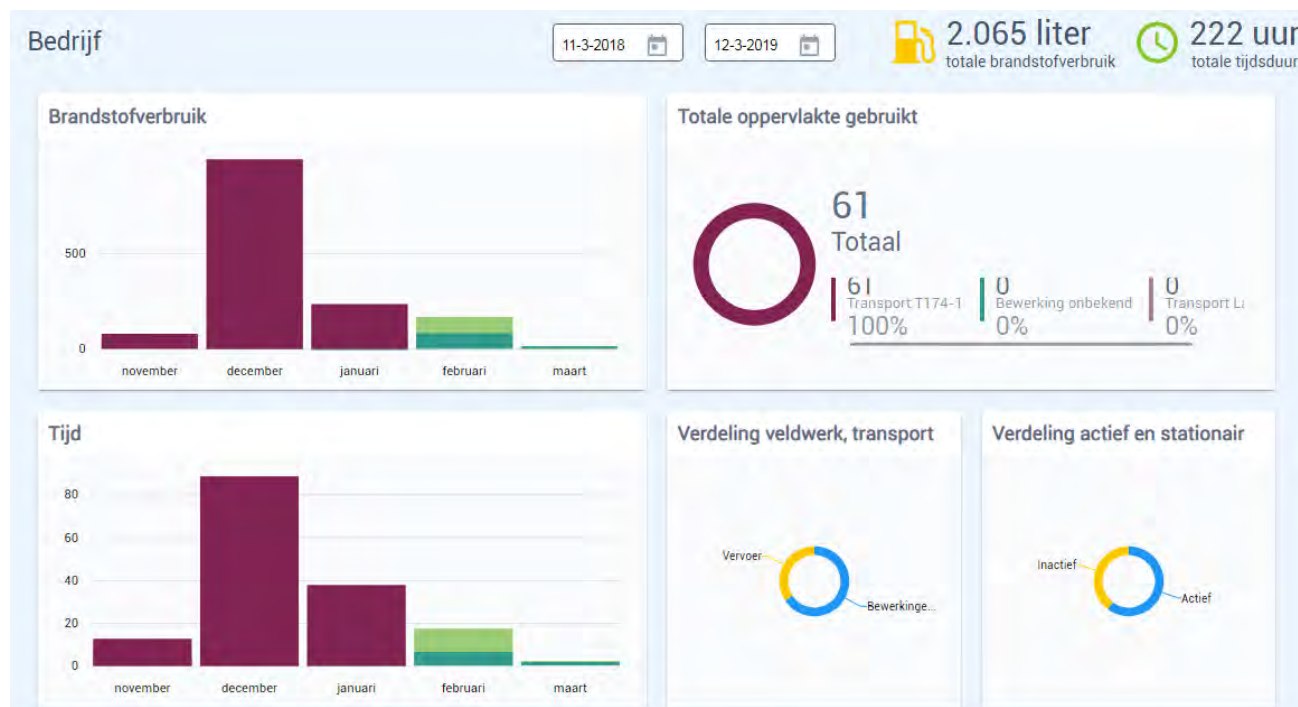 Bedrijf
11-3-2018
12-3-2019
2.065 liter
totale brandstofverbruik
222 uur
totale tijdsduur
Brandstofverbruik
500
0
november december januari februari maart
Totale oppervlakte gebruikt
61
Totaal
61 0 0
Transport T174-1 Bewerking onbekend Transport
100% 0% 0%
Tijd
80
60
40
20
0
november december januari februari maart
Verdeling veldwerk, transport
Vervoer
Bewerkinge...
Verdeling actief en stationair
Inactief
Actief